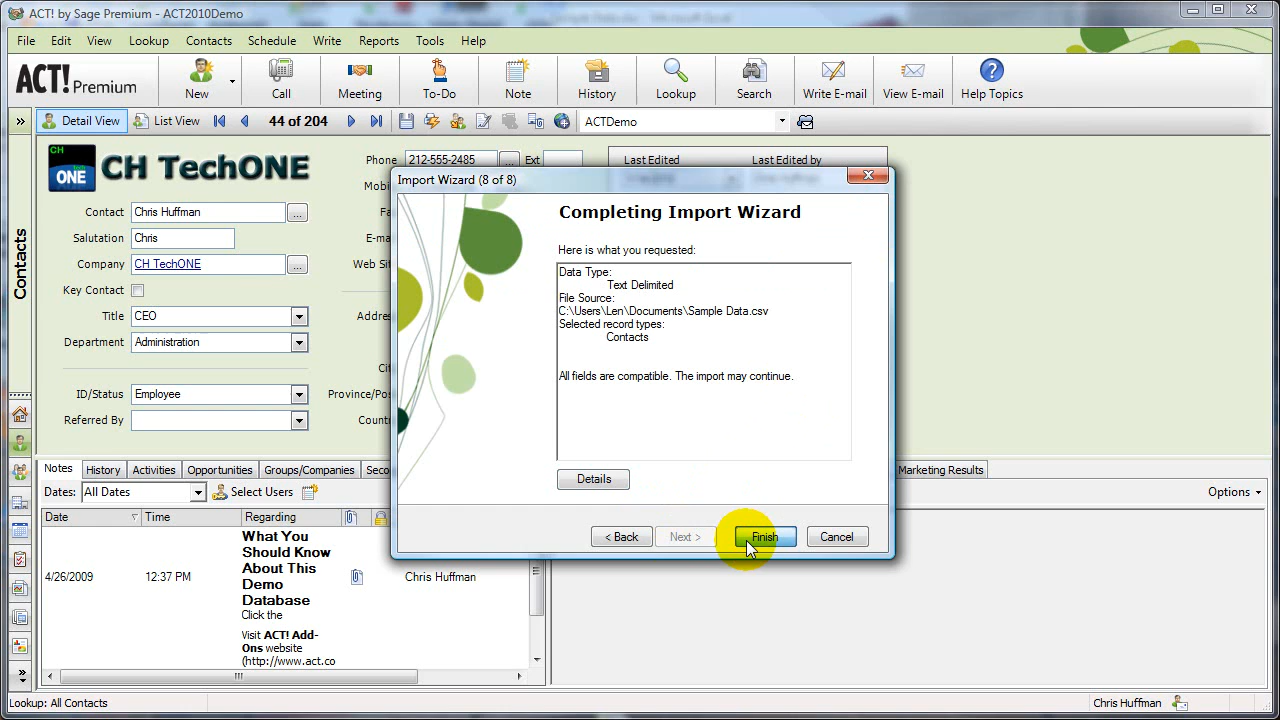 ACT! by Sage Premium - ACT2010Demo
File Edit View Lookup Contacts Schedule Write Reports Tools Help
ACT! Premium
New Call Meeting To-Do Note History Lookup Search Write E-mail View E-mail Help Topics
» Detail View List View 44 of 204 ACTDemo
Contacts
CH ONE CH TechONE
Phone 212-555-2485 ... Ext
Last Edited Last Edited by
Contact Chris Huffman ...
Salutation Chris
Company CH TechONE ...
Key Contact
Title CEO
Department Administration
ID/Status Employee
Referred By
Mobi
Fa
E-ma
Web Sit
Addre
Cit
Province/Pos
Count
Import Wizard (8 of 8)
Completing Import Wizard
Here is what you requested:
Data Type:
Text Delimited
File Source:
C:\Users\Len\Documents\Sample Data.csv
Selected record types:
Contacts
All fields are compatible. The import may continue.
Details
< Back Next > Finish Cancel
Notes History Activities Opportunities Groups/Companies Seco Marketing Results
Dates: All Dates Select Users Options
Date Time Regarding
What You
Should Know
About This
Demo
Database
4/26/2009 12:37 PM Chris Huffman
Click the
Visit ACT! Add-
Ons website
(http://www.act.co
Lookup: All Contacts Chris Huffman